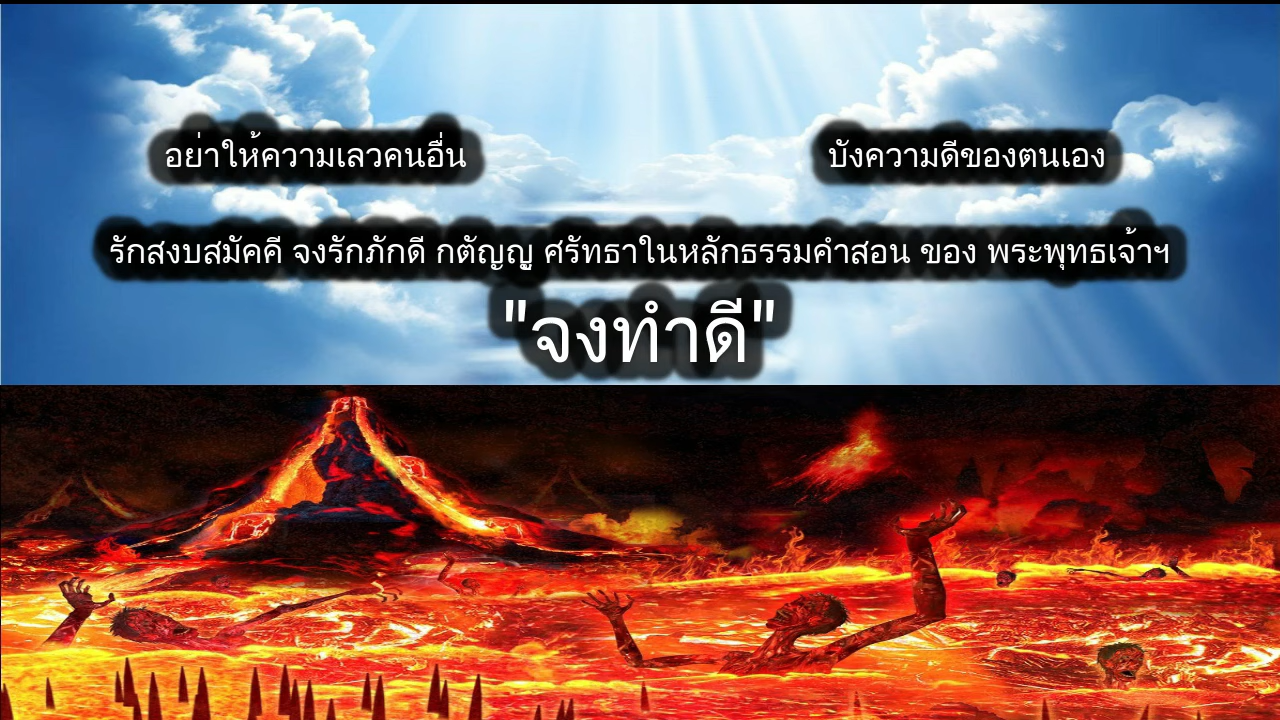 อย่าให้ความเลวคนอื่น บังความดีของตนเอง
รักสงบสมัคคี จงรักภักดี กตัญญู ศรัทธาในหลักธรรมคำสอน ของ พระพุทธเจ้าฯ
"จงทำดี"